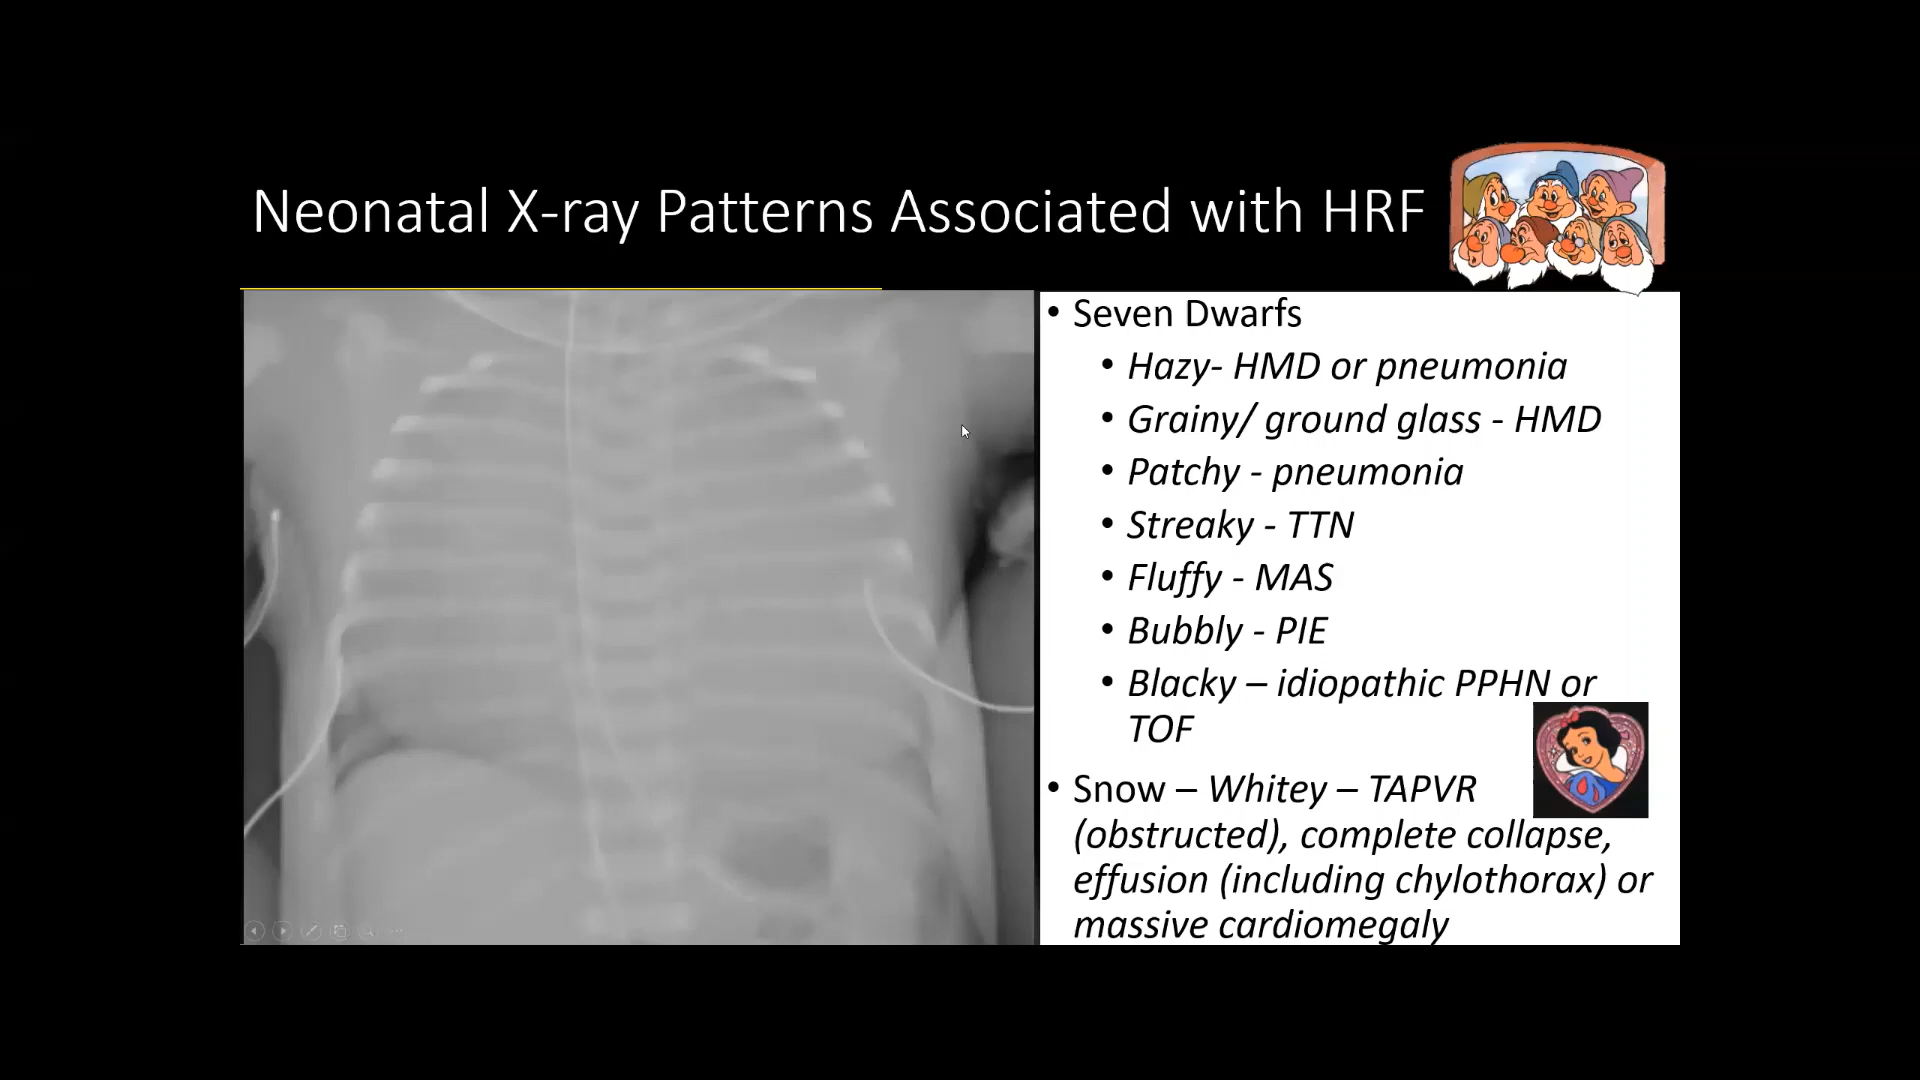 Neonatal X-ray Patterns Associated with HRF
• Seven Dwarfs
• Hazy- HMD or pneumonia
• Grainy/ ground glass - HMD
• Patchy - pneumonia
• Streaky - TTN
• Fluffy - MAS
• Bubbly - PIE
• Blacky – idiopathic PPHN or
TOF
• Snow – Whitey – TAPVR
(obstructed), complete collapse,
effusion (including chylothorax) or
massive cardiomegaly